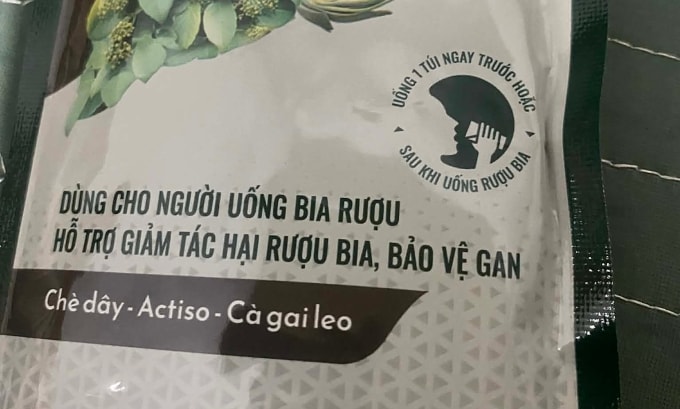 UỐNG 1 TÚI NGAY TRƯỚC HOẶC
SAU KHI UỐNG RƯỢU BIA
DÙNG CHO NGƯỜI UỐNG BIA RƯỢU
HỖ TRỢ GIẢM TÁC HẠI RƯỢU BIA, BẢO VỆ GAN
Chè dây - Actiso - Cà gai leo